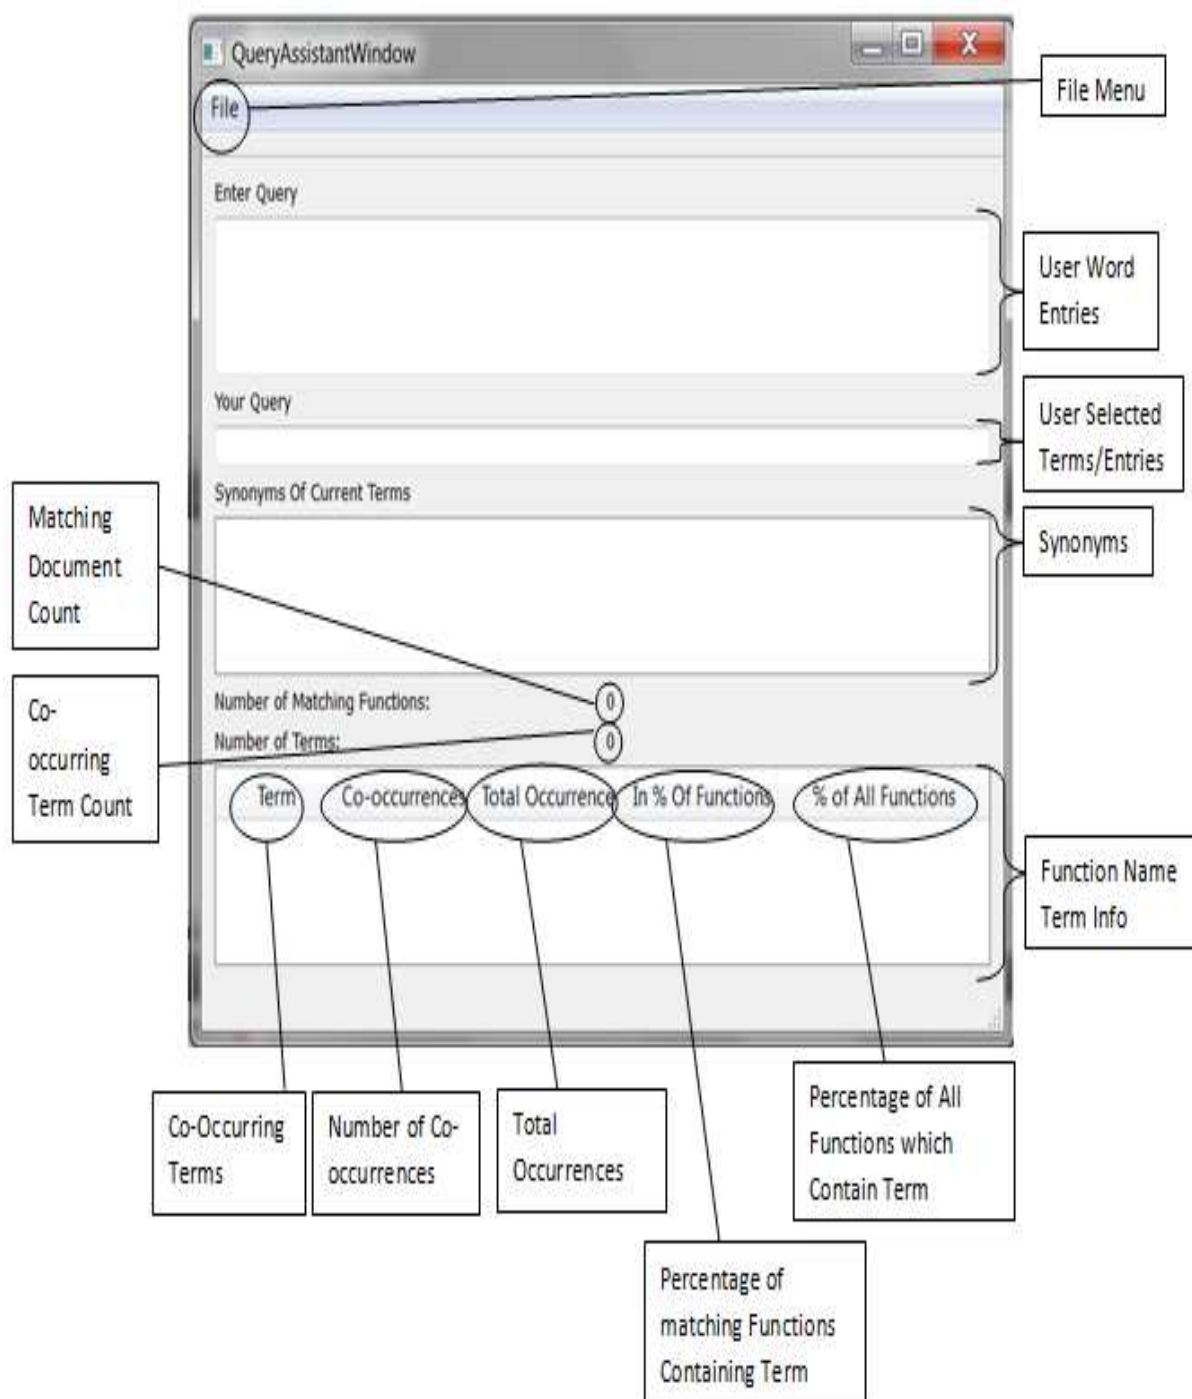 QueryAssistantWindow
X
File
File Menu
Enter Query
User Word
Entries
Your Query
User Selected
Terms/Entries
Synonyms Of Current Terms
Synonyms
Matching
Document
Count
Number of Matching Functions:
0
Number of Terms:
0
Co-
occurring
Term Count
Term
Co-occurrences
Total Occurrence
In % Of Functions
% of All Functions
Function Name
Term Info
Co-Occurring
Terms
Number of Co-
occurrences
Total
Occurrences
Percentage of All
Functions which
Contain Term
Percentage of
matching Functions
Containing Term